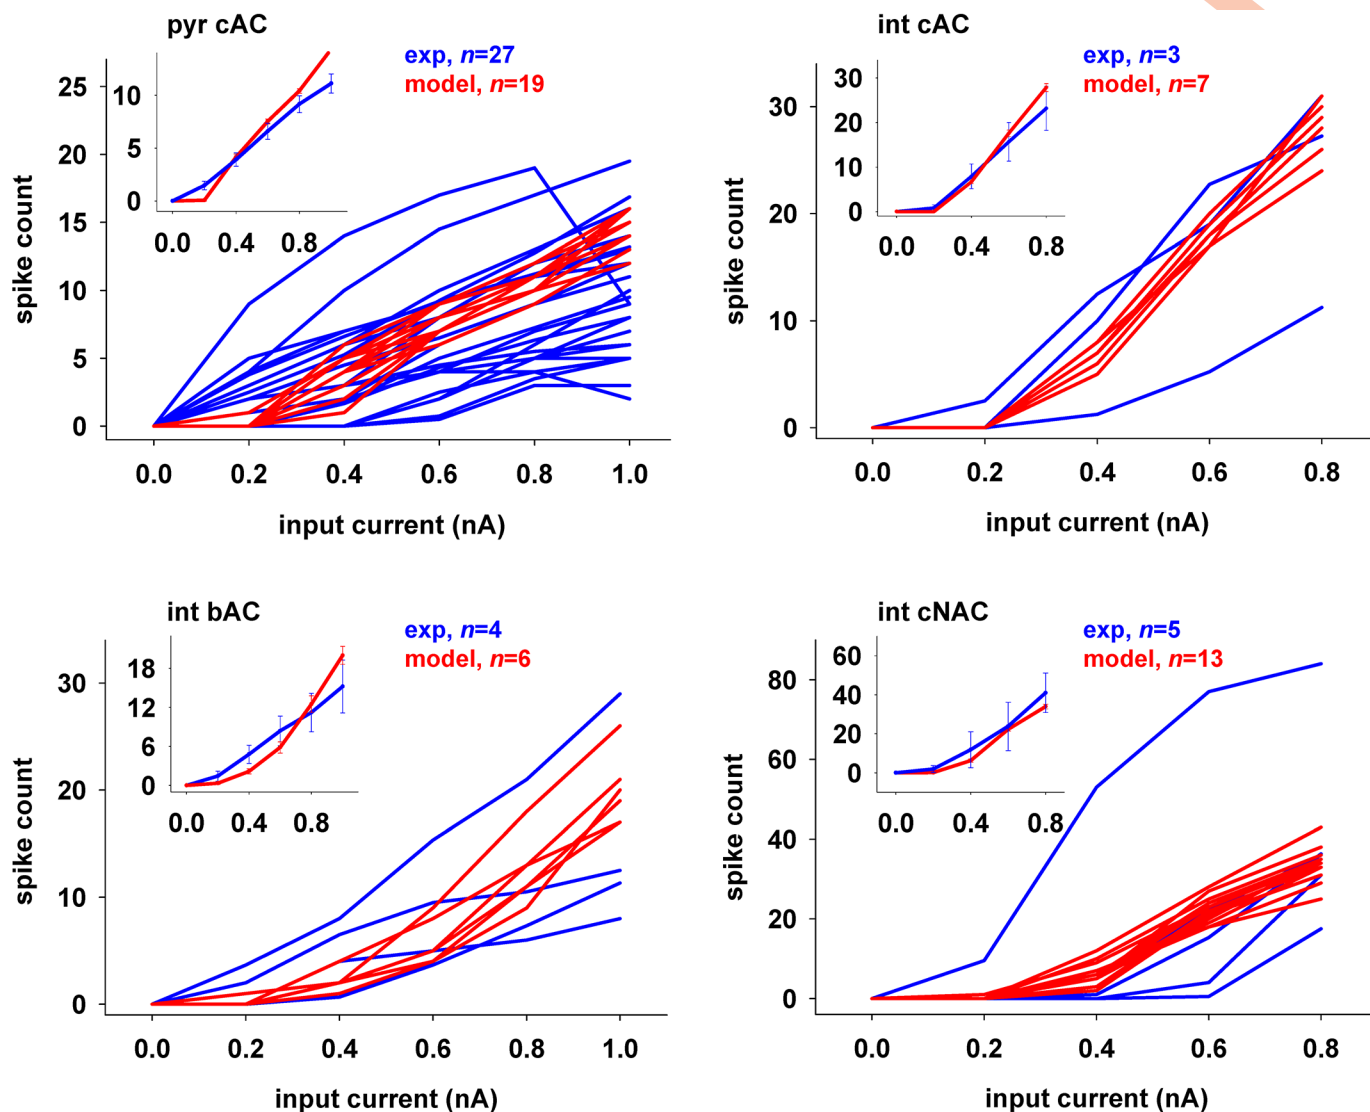 pyr cAC
exp, n=27
model, n=19
spike count
25
20
15
10
5
0
10
5
0
0.0 0.4 0.8
0.0 0.2 0.4 0.6 0.8 1.0
input current (nA)
int cAC
exp, n=3
model, n=7
spike count
30
20
10
0
30
20
10
0
0.0 0.4 0.8
0.0 0.2 0.4 0.6 0.8
input current (nA)
int bAC
exp, n=4
model, n=6
spike count
30
20
10
0
18
12
6
0
0.0 0.4 0.8
0.0 0.2 0.4 0.6 0.8 1.0
input current (nA)
int cNAC
exp, n=5
model, n=13
spike count
80
60
40
20
0
60
40
20
0
0.0 0.4 0.8
0.0 0.2 0.4 0.6 0.8
input current (nA)